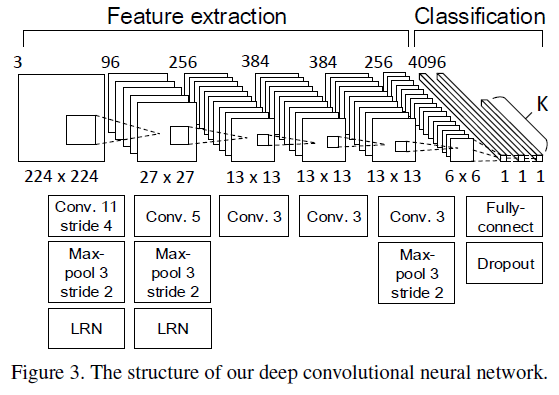 Feature extraction Classification
3 96 256 384 384 256 4096
K
224 x 224 27 x 27 13 x 13 13 x 13 13 x 13 6 x 6 1 1 1
Conv. 11
stride 4
Conv. 5
Conv. 3
Conv. 3
Conv. 3
Fully-
connect
Max-
pool 3
stride 2
Max-
pool 3
stride 2
Max-
pool 3
stride 2
Dropout
LRN
LRN
Figure 3. The structure of our deep convolutional neural network.